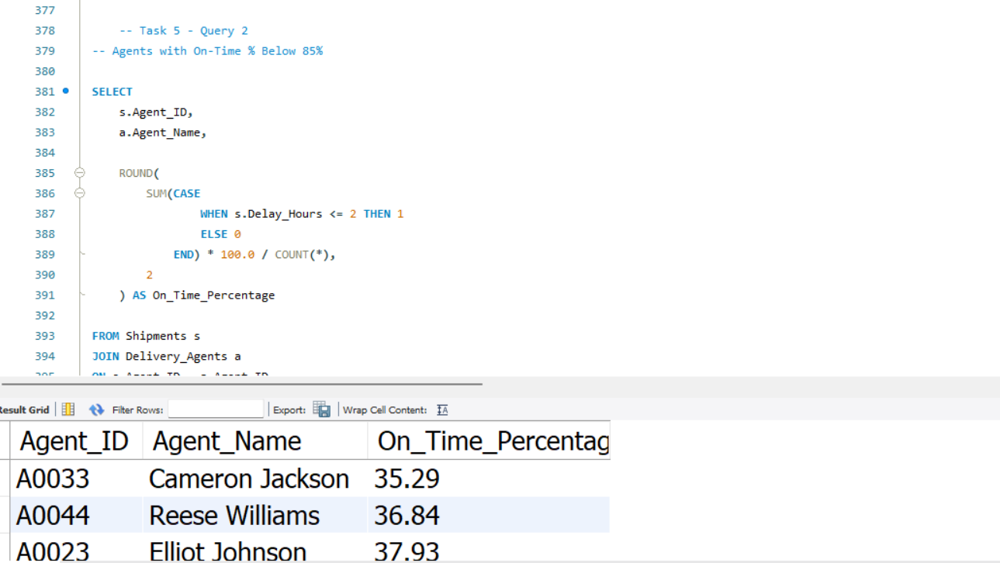 377
378 -- Task 5 - Query 2
379 -- Agents with On-Time % Below 85%
380
381 SELECT
382 s.Agent_ID,
383 a.Agent_Name,
384
385 ROUND(
386 SUM(CASE
387 WHEN s.Delay_Hours <= 2 THEN 1
388 ELSE 0
389 END) * 100.0 / COUNT(*),
390 2
391 ) AS On_Time_Percentage
392
393 FROM Shipments s
394 JOIN Delivery_Agents a
Result Grid Filter Rows: Export: Wrap Cell Content: IA
Agent_ID Agent_Name On_Time_Percentag
A0033 Cameron Jackson 35.29
A0044 Reese Williams 36.84
A0023 Elliot Johnson 37.93